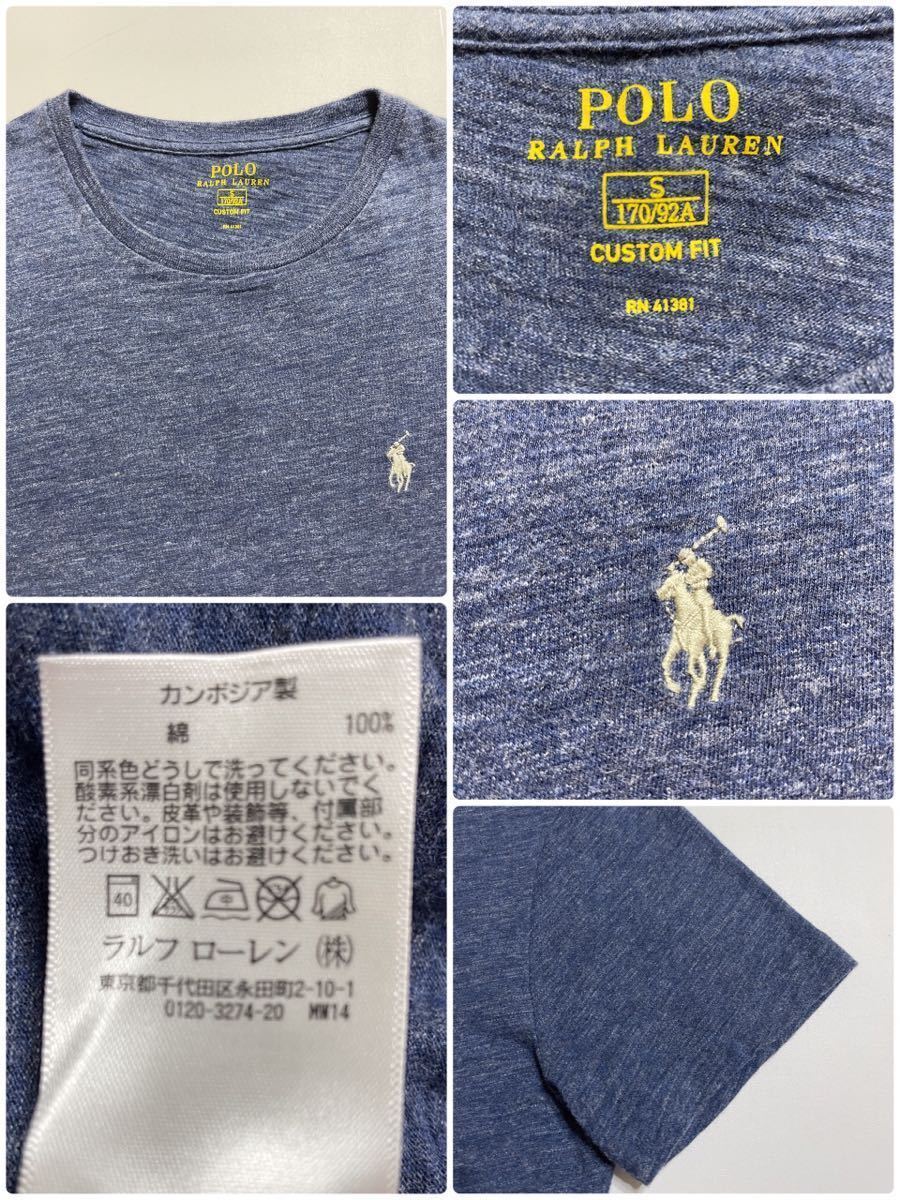 POLO
RALPH LAUREN
S
170/92A
CUSTOM FIT
RN 41381
POLO
RALPH LAUREN
S
170/92A
CUSTOM FIT
RN 41381
カンボジア製
綿 100%
同系色どうしで洗ってください。
酸素系漂白剤は使用しないでく
ださい。皮革や装飾等、付属部
分のアイロンはお避けください。
つけおき洗いはお避けください。
40 中
ラルフ ローレン (株)
東京都千代田区永田町2-10-1
0120-3274-20 MW14